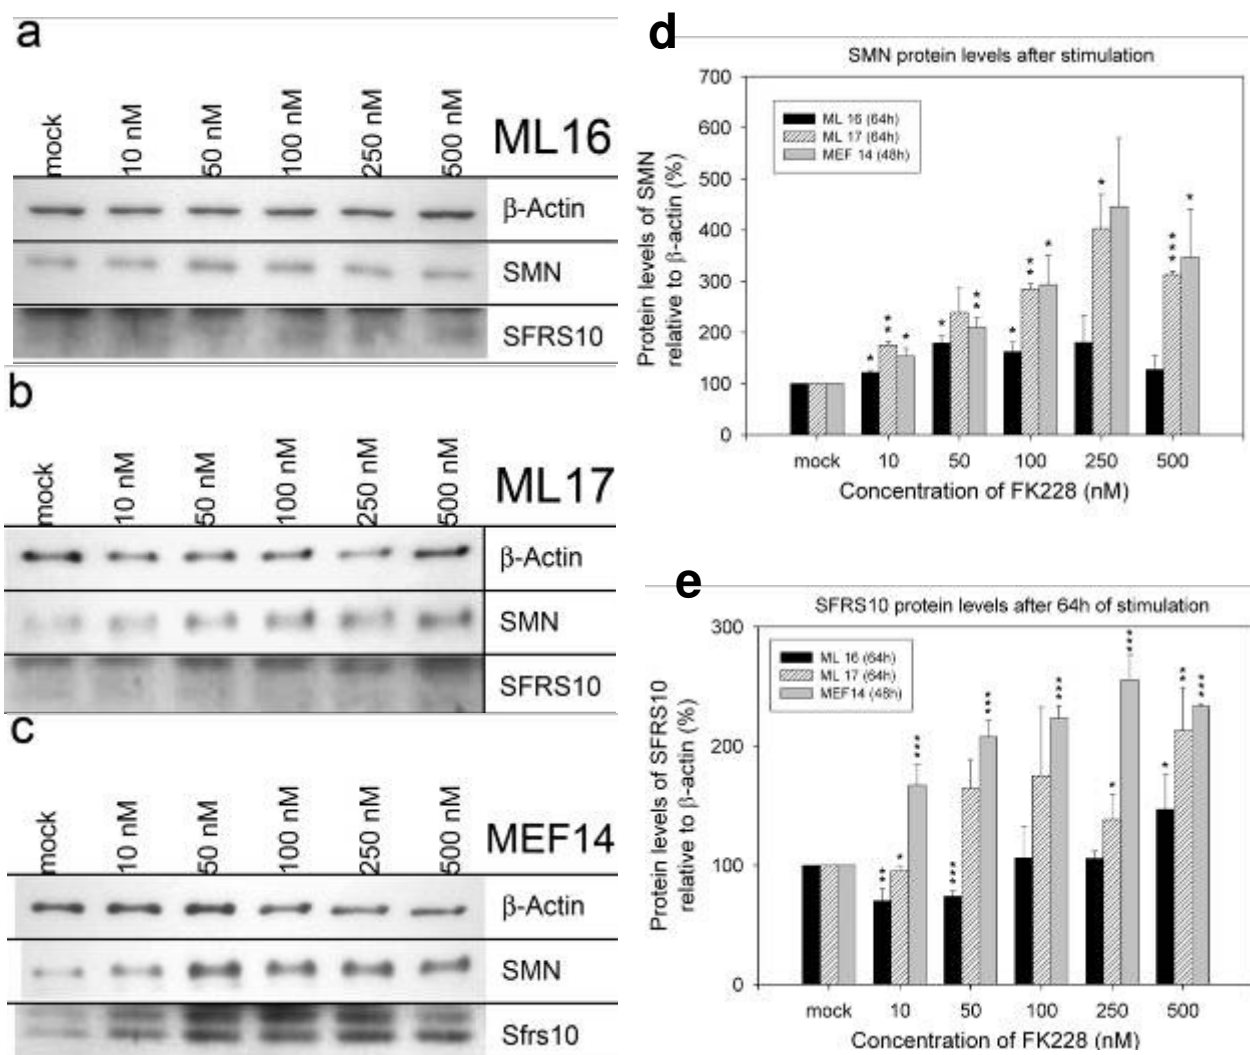 a
mock 10 nM 50 nM 100 nM 250 nM 500 nM ML16
β-Actin
SMN
SFRS10
b
mock 10 nM 50 nM 100 nM 250 nM 500 nM ML17
β-Actin
SMN
SFRS10
c
mock 10 nM 50 nM 100 nM 250 nM 500 nM MEF14
β-Actin
SMN
Sfrs10
d
SMN protein levels after stimulation
Protein levels of SMN
relative to β-actin (%)
700
600
500
400
300
200
100
0
ML 16 (64h)
ML 17 (64h)
MEF 14 (48h)
* ** * * ** * ** * * *** *
mock 10 50 100 250 500
Concentration of FK228 (nM)
e
SFRS10 protein levels after 64h of stimulation
Protein levels of SFRS10
relative to β-actin (%)
300
200
100
0
ML 16 (64h)
ML 17 (64h)
MEF14 (48h)
** * *** *** *** *** * *** * ** ***
mock 10 50 100 250 500
Concentration of FK228 (nM)